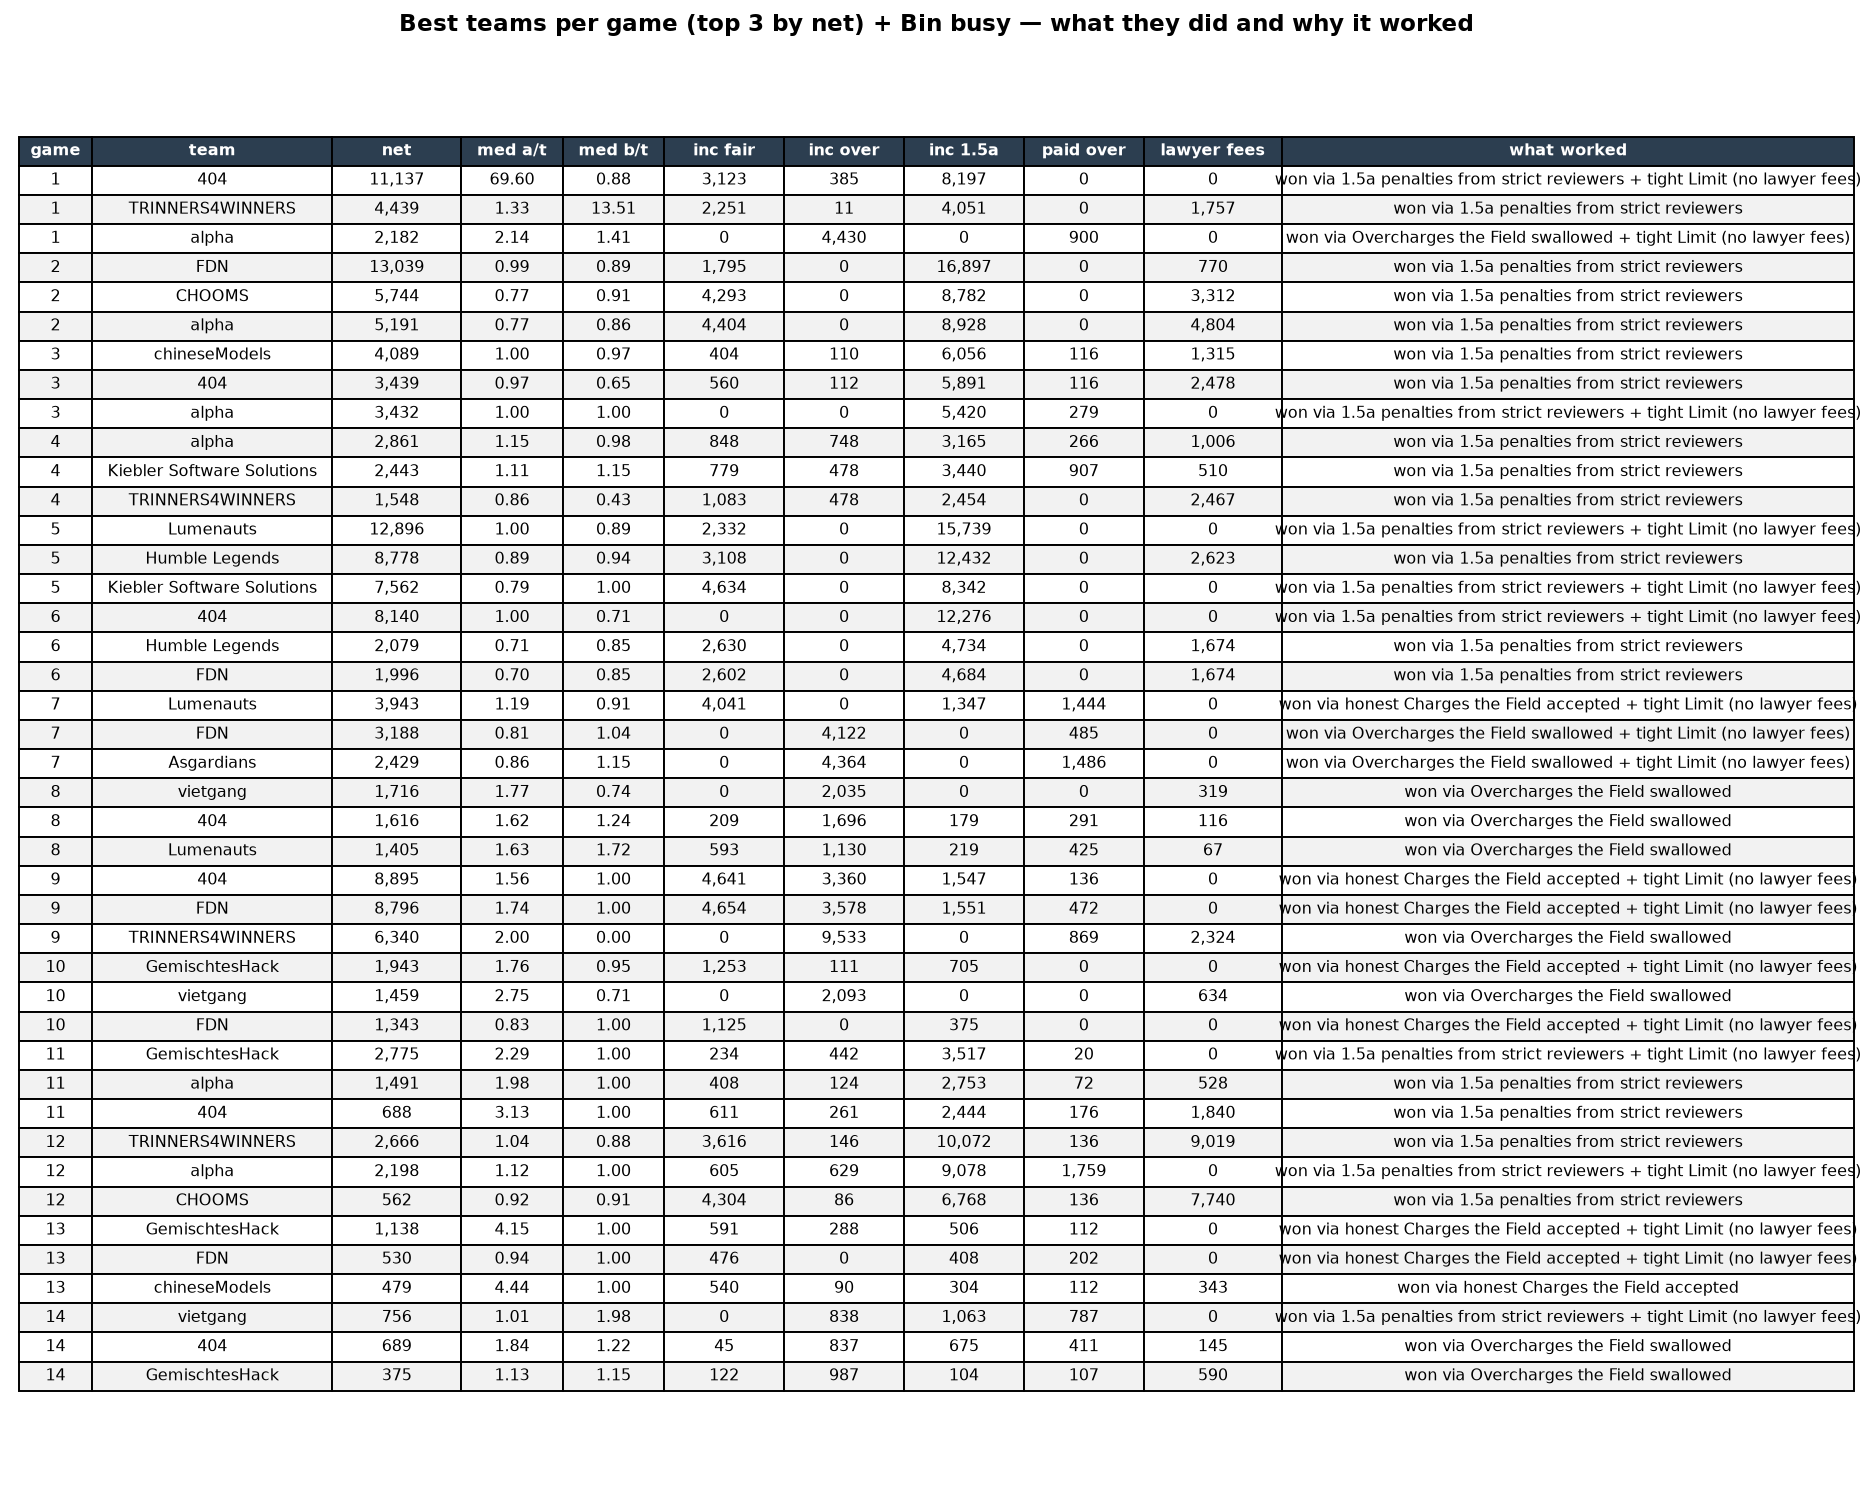 Best teams per game (top 3 by net) + Bin busy — what they did and why it worked
game team net med a/t med b/t inc fair inc over inc 1.5a paid over lawyer fees what worked
1 404 11,137 69.60 0.88 3,123 385 8,197 0 0 won via 1.5a penalties from strict reviewers + tight Limit (no lawyer fees)
1 TRINNERS4WINNERS 4,439 1.33 13.51 2,251 11 4,051 0 1,757 won via 1.5a penalties from strict reviewers
1 alpha 2,182 2.14 1.41 0 4,430 0 900 0 won via Overcharges the Field swallowed + tight Limit (no lawyer fees)
2 FDN 13,039 0.99 0.89 1,795 0 16,897 0 770 won via 1.5a penalties from strict reviewers
2 CHOOMS 5,744 0.77 0.91 4,293 0 8,782 0 3,312 won via 1.5a penalties from strict reviewers
2 alpha 5,191 0.77 0.86 4,404 0 8,928 0 4,804 won via 1.5a penalties from strict reviewers
3 chineseModels 4,089 1.00 0.97 404 110 6,056 116 1,315 won via 1.5a penalties from strict reviewers
3 404 3,439 0.97 0.65 560 112 5,891 116 2,478 won via 1.5a penalties from strict reviewers
3 alpha 3,432 1.00 1.00 0 0 5,420 279 0 won via 1.5a penalties from strict reviewers + tight Limit (no lawyer fees)
4 alpha 2,861 1.15 0.98 848 748 3,165 266 1,006 won via 1.5a penalties from strict reviewers
4 Kiebler Software Solutions 2,443 1.11 1.15 779 478 3,440 907 510 won via 1.5a penalties from strict reviewers
4 TRINNERS4WINNERS 1,548 0.86 0.43 1,083 478 2,454 0 2,467 won via 1.5a penalties from strict reviewers
5 Lumenauts 12,896 1.00 0.89 2,332 0 15,739 0 0 won via 1.5a penalties from strict reviewers + tight Limit (no lawyer fees)
5 Humble Legends 8,778 0.89 0.94 3,108 0 12,432 0 2,623 won via 1.5a penalties from strict reviewers
5 Kiebler Software Solutions 7,562 0.79 1.00 4,634 0 8,342 0 0 won via 1.5a penalties from strict reviewers + tight Limit (no lawyer fees)
6 404 8,140 1.00 0.71 0 0 12,276 0 0 won via 1.5a penalties from strict reviewers + tight Limit (no lawyer fees)
6 Humble Legends 2,079 0.71 0.85 2,630 0 4,734 0 1,674 won via 1.5a penalties from strict reviewers
6 FDN 1,996 0.70 0.85 2,602 0 4,684 0 1,674 won via 1.5a penalties from strict reviewers
7 Lumenauts 3,943 1.19 0.91 4,041 0 1,347 1,444 0 won via honest Charges the Field accepted + tight Limit (no lawyer fees)
7 FDN 3,188 0.81 1.04 0 4,122 0 485 0 won via Overcharges the Field swallowed + tight Limit (no lawyer fees)
7 Asgardians 2,429 0.86 1.15 0 4,364 0 1,486 0 won via Overcharges the Field swallowed + tight Limit (no lawyer fees)
8 vietgang 1,716 1.77 0.74 0 2,035 0 0 319 won via Overcharges the Field swallowed
8 404 1,616 1.62 1.24 209 1,696 179 291 116 won via Overcharges the Field swallowed
8 Lumenauts 1,405 1.63 1.72 593 1,130 219 425 67 won via Overcharges the Field swallowed
9 404 8,895 1.56 1.00 4,641 3,360 1,547 136 0 won via honest Charges the Field accepted + tight Limit (no lawyer fees)
9 FDN 8,796 1.74 1.00 4,654 3,578 1,551 472 0 won via honest Charges the Field accepted + tight Limit (no lawyer fees)
9 TRINNERS4WINNERS 6,340 2.00 0.00 0 9,533 0 869 2,324 won via Overcharges the Field swallowed
10 GemischtesHack 1,943 1.76 0.95 1,253 111 705 0 0 won via honest Charges the Field accepted + tight Limit (no lawyer fees)
10 vietgang 1,459 2.75 0.71 0 2,093 0 0 634 won via Overcharges the Field swallowed
10 FDN 1,343 0.83 1.00 1,125 0 375 0 0 won via honest Charges the Field accepted + tight Limit (no lawyer fees)
11 GemischtesHack 2,775 2.29 1.00 234 442 3,517 20 0 won via 1.5a penalties from strict reviewers + tight Limit (no lawyer fees)
11 alpha 1,491 1.98 1.00 408 124 2,753 72 528 won via 1.5a penalties from strict reviewers
11 404 688 3.13 1.00 611 261 2,444 176 1,840 won via 1.5a penalties from strict reviewers
12 TRINNERS4WINNERS 2,666 1.04 0.88 3,616 146 10,072 136 9,019 won via 1.5a penalties from strict reviewers
12 alpha 2,198 1.12 1.00 605 629 9,078 1,759 0 won via 1.5a penalties from strict reviewers + tight Limit (no lawyer fees)
12 CHOOMS 562 0.92 0.91 4,304 86 6,768 136 7,740 won via 1.5a penalties from strict reviewers
13 GemischtesHack 1,138 4.15 1.00 591 288 506 112 0 won via honest Charges the Field accepted + tight Limit (no lawyer fees)
13 FDN 530 0.94 1.00 476 0 408 202 0 won via honest Charges the Field accepted + tight Limit (no lawyer fees)
13 chineseModels 479 4.44 1.00 540 90 304 112 343 won via honest Charges the Field accepted
14 vietgang 756 1.01 1.98 0 838 1,063 787 0 won via 1.5a penalties from strict reviewers + tight Limit (no lawyer fees)
14 404 689 1.84 1.22 45 837 675 411 145 won via Overcharges the Field swallowed
14 GemischtesHack 375 1.13 1.15 122 987 104 107 590 won via Overcharges the Field swallowed